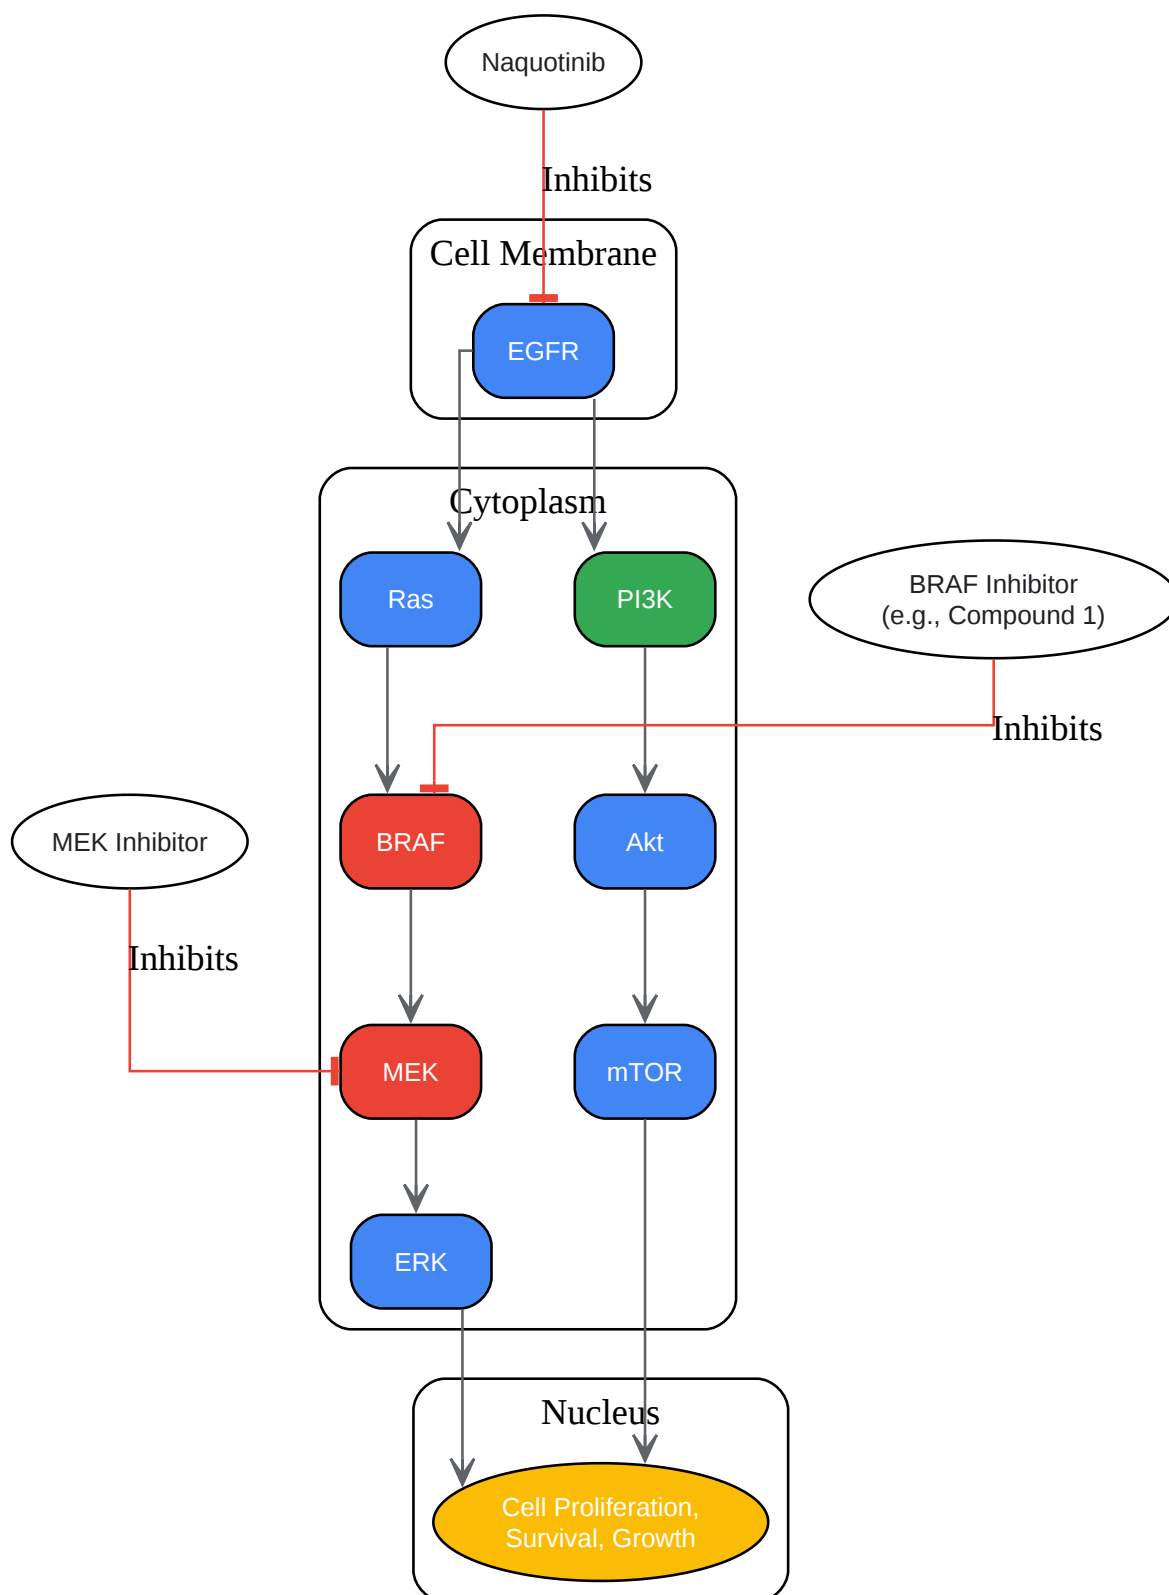 Naquotinib
Inhibits
Cell Membrane
EGFR
Cytoplasm
Ras
PI3K
BRAF Inhibitor
(e.g., Compound 1)
Inhibits
MEK Inhibitor
BRAF
Akt
Inhibits
MEK
mTOR
ERK
Nucleus
Cell Proliferation,
Survival, Growth